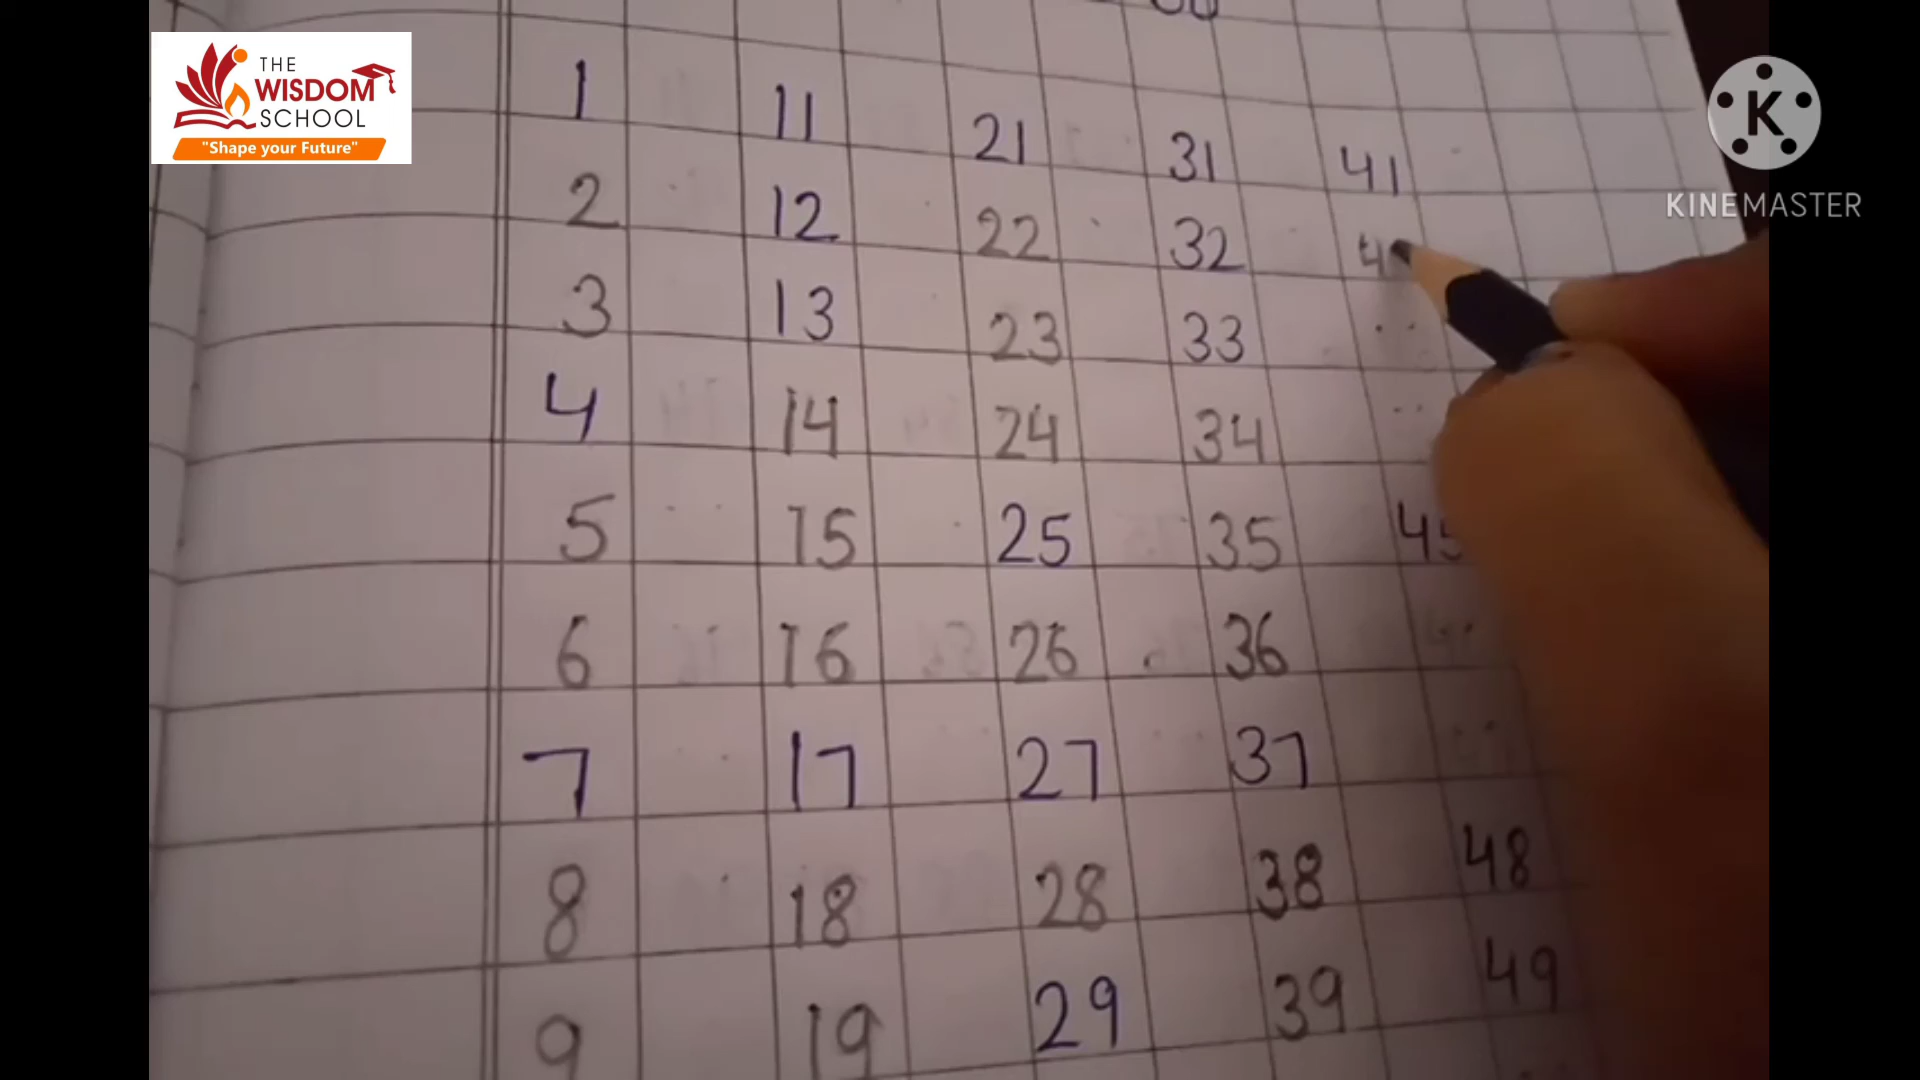 THE
WISDOM
SCHOOL
"Shape your Future"
K
KINEMASTER
1 11 21 31 41
2 12 22 32 4
3 13 23 33
4 14 24 34
5 15 25 35 45
6 16 26 36
7 17 27 37
8 18 28 38 48
9 19 29 39 49